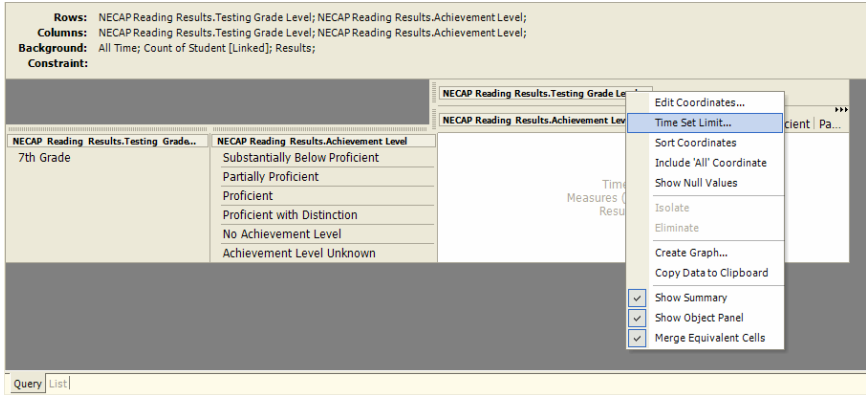 Rows: NECAP Reading Results.Testing Grade Level; NECAP Reading Results.Achievement Level;
Columns: NECAP Reading Results.Testing Grade Level; NECAP Reading Results.Achievement Level;
Background: All Time; Count of Student [Linked]; Results;
Constraint:
NECAP Reading Results.Testing Grade Le
NECAP Reading Results.Achievement Lev
cient Pa...
NECAP Reading Results.Testing Grade... NECAP Reading Results.Achievement Level
7th Grade Substantially Below Proficient
Partially Proficient
Proficient
Proficient with Distinction
No Achievement Level
Achievement Level Unknown
Time
Measures (
Resu
Edit Coordinates...
Time Set Limit...
Sort Coordinates
Include 'All' Coordinate
Show Null Values
Isolate
Eliminate
Create Graph...
Copy Data to Clipboard
Show Summary
Show Object Panel
Merge Equivalent Cells
Query List